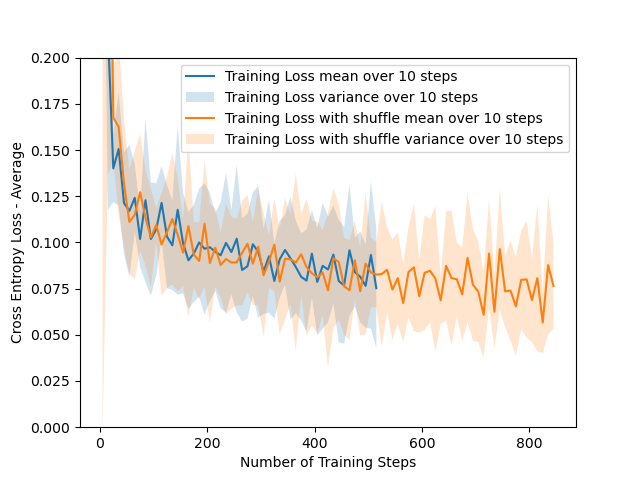 0.200
0.175
0.150
0.125
0.100
0.075
0.050
0.025
0.000
Cross Entropy Loss - Average
Training Loss mean over 10 steps
Training Loss variance over 10 steps
Training Loss with shuffle mean over 10 steps
Training Loss with shuffle variance over 10 steps
0 200 400 600 800
Number of Training Steps